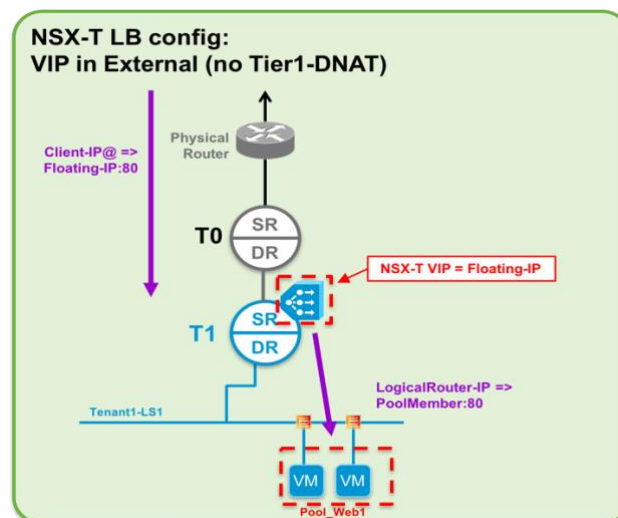 NSX-T LB config:
VIP in External (no Tier1-DNAT)
Physical
Router
Client-IP@ =>
Floating-IP:80
SR
T0
DR
NSX-T VIP = Floating-IP
SR
T1
DR
LogicalRouter-IP =>
PoolMember:80
Tenant1-LS1
VM
VM
Pool_Web1